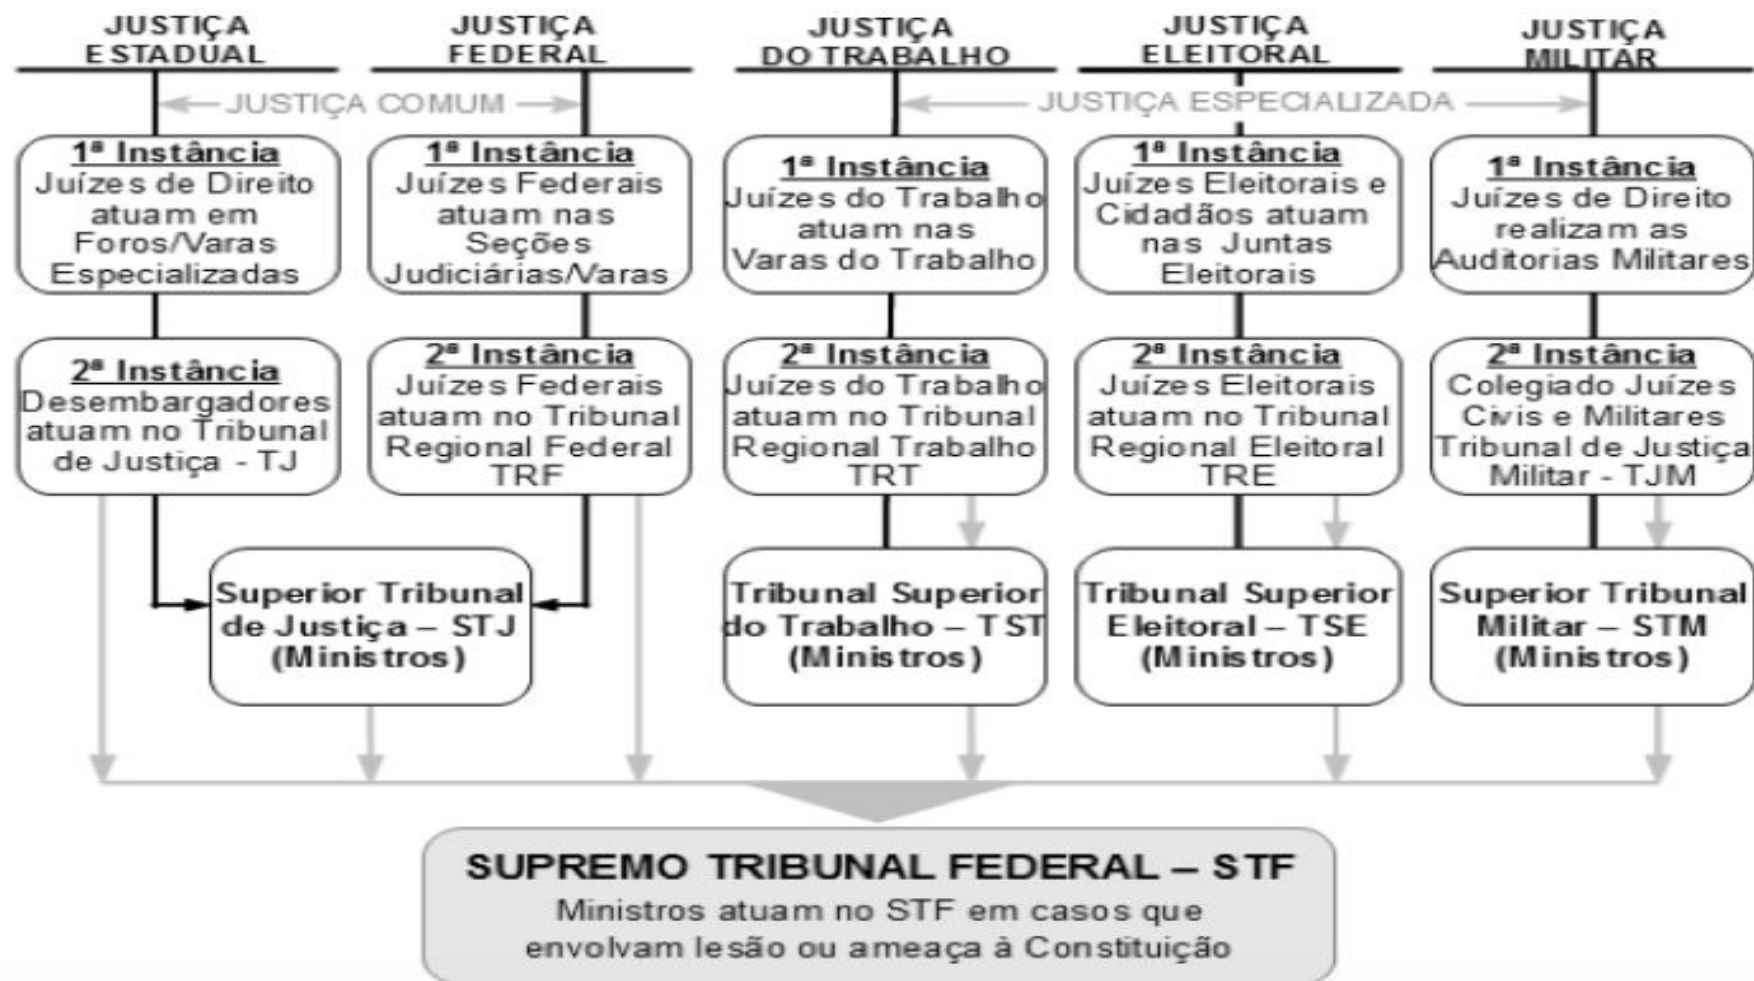 JUSTIÇA
ESTADUAL
JUSTIÇA
FEDERAL
JUSTIÇA
DO TRABALHO
JUSTIÇA
ELEITORAL
JUSTIÇA
MILITAR
JUSTIÇA COMUM
JUSTIÇA ESPECIALIZADA
1ª Instância
Juízes de Direito
atuam em
Foros/Varas
Especializadas
1ª Instância
Juízes Federais
atuam nas
Seções
Judiciárias/Varas
1ª Instância
Juízes do Trabalho
atuam nas
Varas do Trabalho
1ª Instância
Juízes Eleitorais e
Cidadãos atuam
nas Juntas
Eleitorais
1ª Instância
Juízes de Direito
realizam as
Auditorias Militares
2ª Instância
Desembargadores
atuam no Tribunal
de Justiça - TJ
2ª Instância
Juízes Federais
atuam no Tribunal
Regional Federal
TRF
2ª Instância
Juízes do Trabalho
atuam no Tribunal
Regional Trabalho
TRT
2ª Instância
Juízes Eleitorais
atuam no Tribunal
Regional Eleitoral
TRE
2ª Instância
Colegiado Juízes
Civis e Militares
Tribunal de Justiça
Militar - TJM
Superior Tribunal
de Justiça – STJ
(Ministros)
Tribunal Superior
do Trabalho – TST
(Ministros)
Tribunal Superior
Eleitoral – TSE
(Ministros)
Superior Tribunal
Militar – STM
(Ministros)
SUPREMO TRIBUNAL FEDERAL – STF
Ministros atuam no STF em casos que
envolvam lesão ou ameaça à Constituição